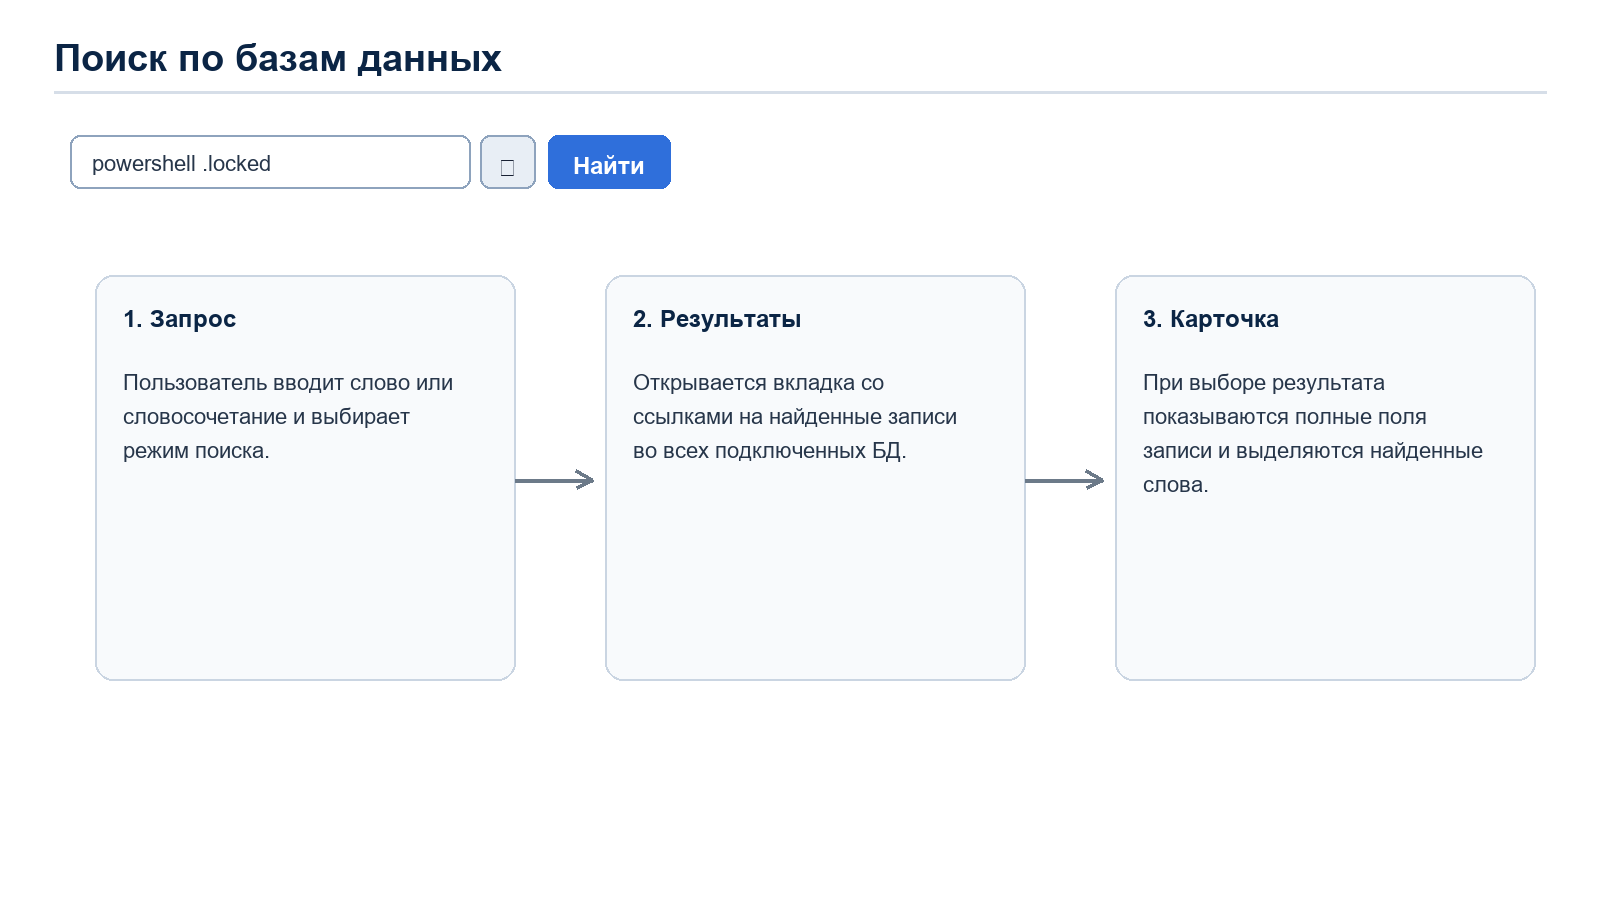 Поиск по базам данных
powershell .locked
Найти
1. Запрос
Пользователь вводит слово или
словосочетание и выбирает
режим поиска.
2. Результаты
Открывается вкладка со
ссылками на найденные записи
во всех подключенных БД.
3. Карточка
При выборе результата
показываются полные поля
записи и выделяются найденные
слова.